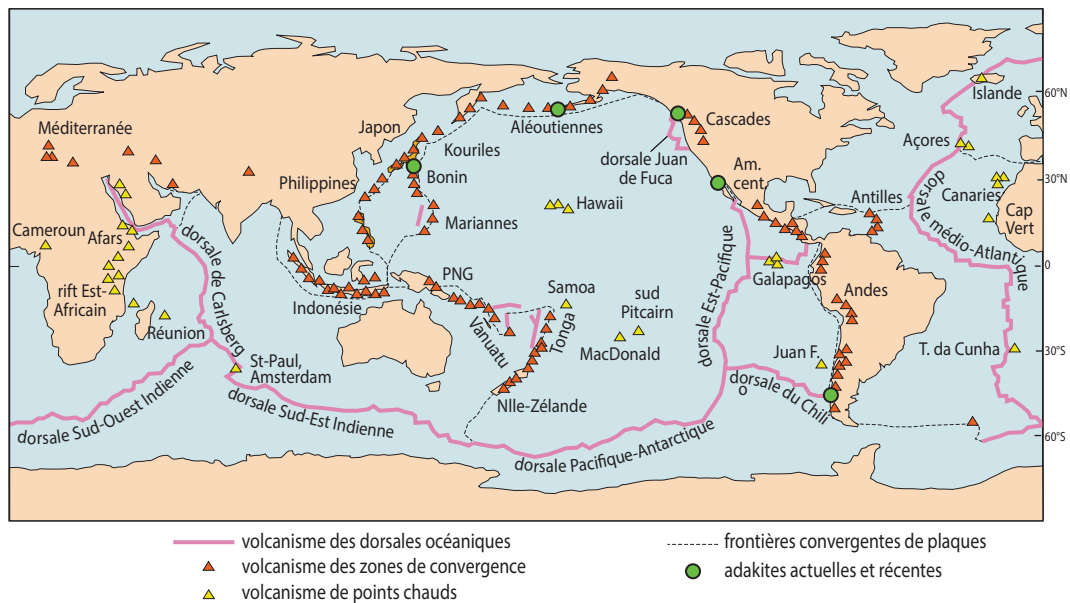 Méditerranée
Japon
Kouriles
Philippines
Bonin
Mariannes
Aléoutiennes
Cascades
dorsale Juan
de Fuca
Am.
cent.
Hawaii
Antilles
Islande
Açores
Canaries
Cap
Vert
dorsale médio-Atlantique
60°N
30°N
0
30°S
60°S
Cameroun
Afars
rift Est-
Africain
Réunion
dorsale de Carlsberg
St-Paul,
Amsterdam
Indonésie
PNG
Vanuatu
Tonga
Samoa
sud
Pitcairn
MacDonald
Galapagos
dorsale Est-Pacifique
Andes
Juan F.
T. da Cunha
Nlle-Zélande
dorsale du Chili
o
dorsale Sud-Ouest Indienne
dorsale Sud-Est Indienne
dorsale Pacifique-Antarctique
volcanisme des dorsales océaniques
volcanisme des zones de convergence
volcanisme de points chauds
frontières convergentes de plaques
adakites actuelles et récentes